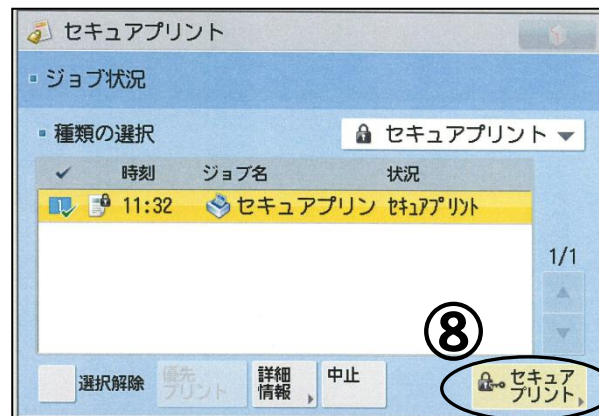 セキュアプリント
ジョブ状況
種類の選択
セキュアプリント
✓ 時刻 ジョブ名 状況
1 11:32 セキュアプリン ｾｷｭｱﾌﾟﾘﾝﾄ
1/1
⑧
選択解除
優先
プリント
詳細
情報
中止
セキュア
プリント